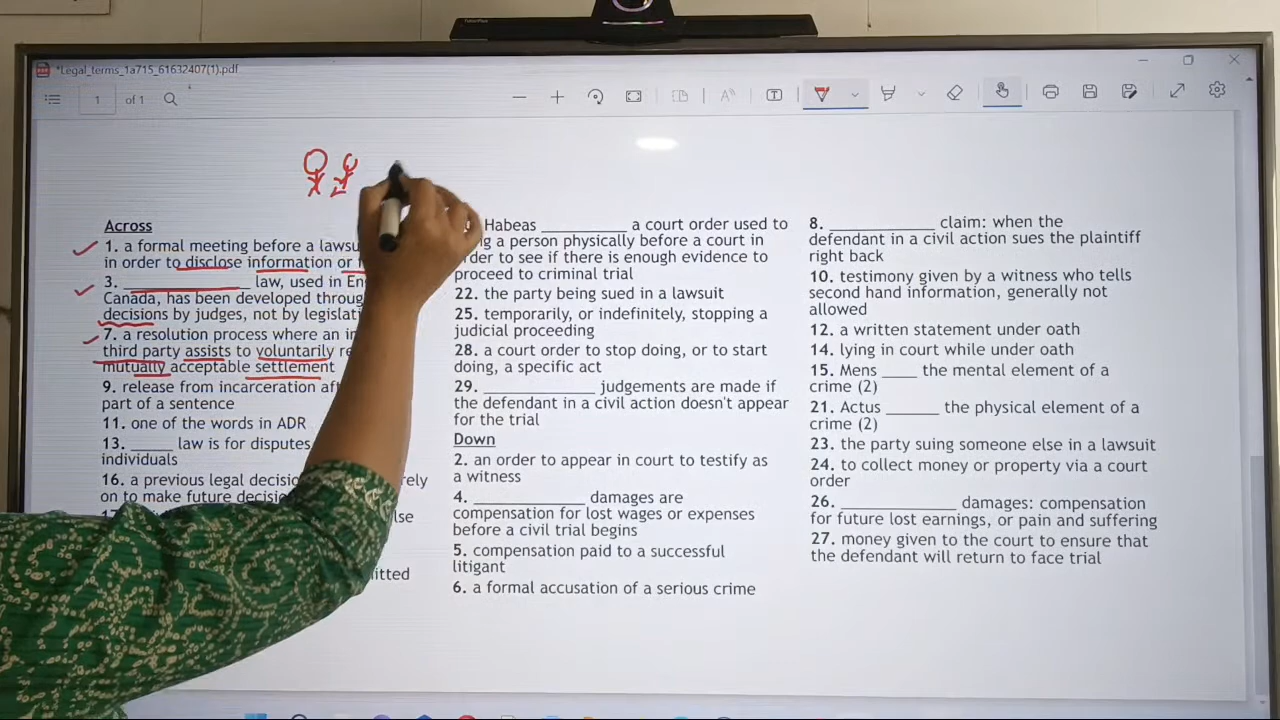 *Legal_terms_1a715_61632407(1).pdf
1 of 1
Across
1. a formal meeting before a lawsu
in order to disclose information or
3. ____________ law, used in En
Canada, has been developed throu
decisions by judges, not by legislat
7. a resolution process where an in
third party assists to voluntarily re
mutually acceptable settlement
9. release from incarceration af
part of a sentence
11. one of the words in ADR
13. _____ law is for disputes
individuals
16. a previous legal decisio rely
on to make future decisio
lse
itted
Habeas _________ a court order used to
g a person physically before a court in
rder to see if there is enough evidence to
proceed to criminal trial
22. the party being sued in a lawsuit
25. temporarily, or indefinitely, stopping a
judicial proceeding
28. a court order to stop doing, or to start
doing, a specific act
29. ____________ judgements are made if
the defendant in a civil action doesn't appear
for the trial
Down
2. an order to appear in court to testify as
a witness
4. ____________ damages are
compensation for lost wages or expenses
before a civil trial begins
5. compensation paid to a successful
litigant
6. a formal accusation of a serious crime
8. ____________ claim: when the
defendant in a civil action sues the plaintiff
right back
10. testimony given by a witness who tells
second hand information, generally not
allowed
12. a written statement under oath
14. lying in court while under oath
15. Mens ____ the mental element of a
crime (2)
21. Actus ______ the physical element of a
crime (2)
23. the party suing someone else in a lawsuit
24. to collect money or property via a court
order
26. _____________ damages: compensation
for future lost earnings, or pain and suffering
27. money given to the court to ensure that
the defendant will return to face trial